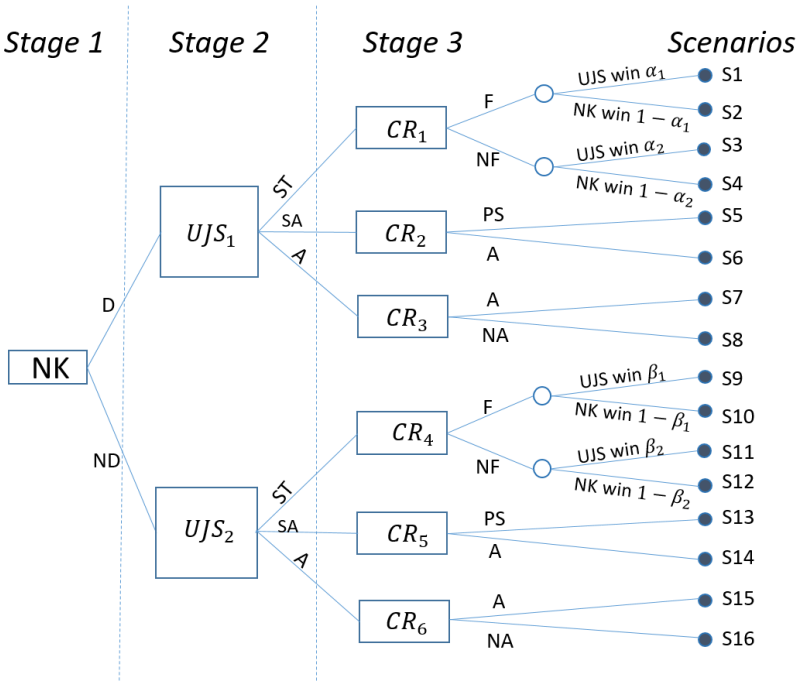 Stage 1
Stage 2
Stage 3
Scenarios
NK
D
ND
UJS₁
ST
SA
A
UJS₂
ST
SA
A
CR₁
F
NF
CR₂
PS
A
CR₃
A
NA
CR₄
F
NF
CR₅
PS
A
CR₆
A
NA
UJS win α₁
NK win 1 − α₁
UJS win α₂
NK win 1 − α₂
UJS win β₁
NK win 1 − β₁
UJS win β₂
NK win 1 − β₂
S1
S2
S3
S4
S5
S6
S7
S8
S9
S10
S11
S12
S13
S14
S15
S16